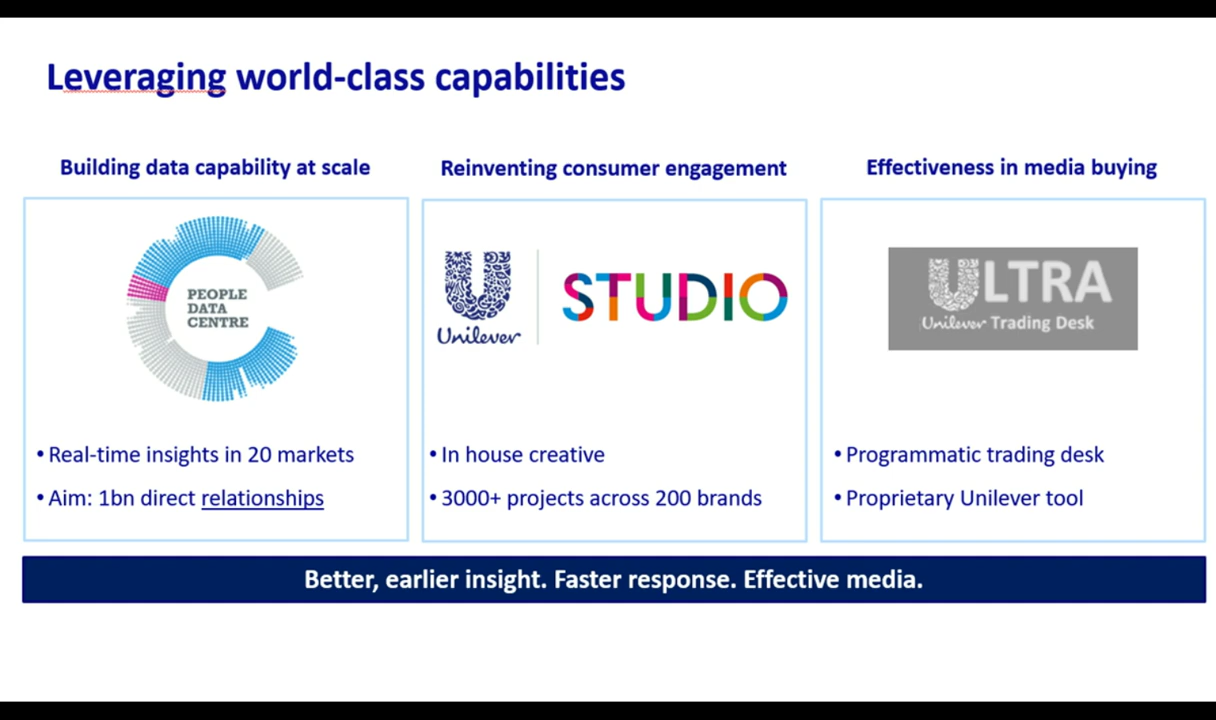 Leveraging world-class capabilities
Building data capability at scale
PEOPLE
DATA
CENTRE
• Real-time insights in 20 markets
• Aim: 1bn direct relationships
Reinventing consumer engagement
Unilever
STUDIO
• In house creative
• 3000+ projects across 200 brands
Effectiveness in media buying
ULTRA
Unilever Trading Desk
• Programmatic trading desk
• Proprietary Unilever tool
Better, earlier insight. Faster response. Effective media.